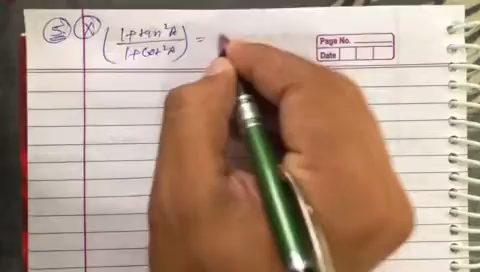 (x) (1+tan²A / 1+cot²A) =
Page No.
Date